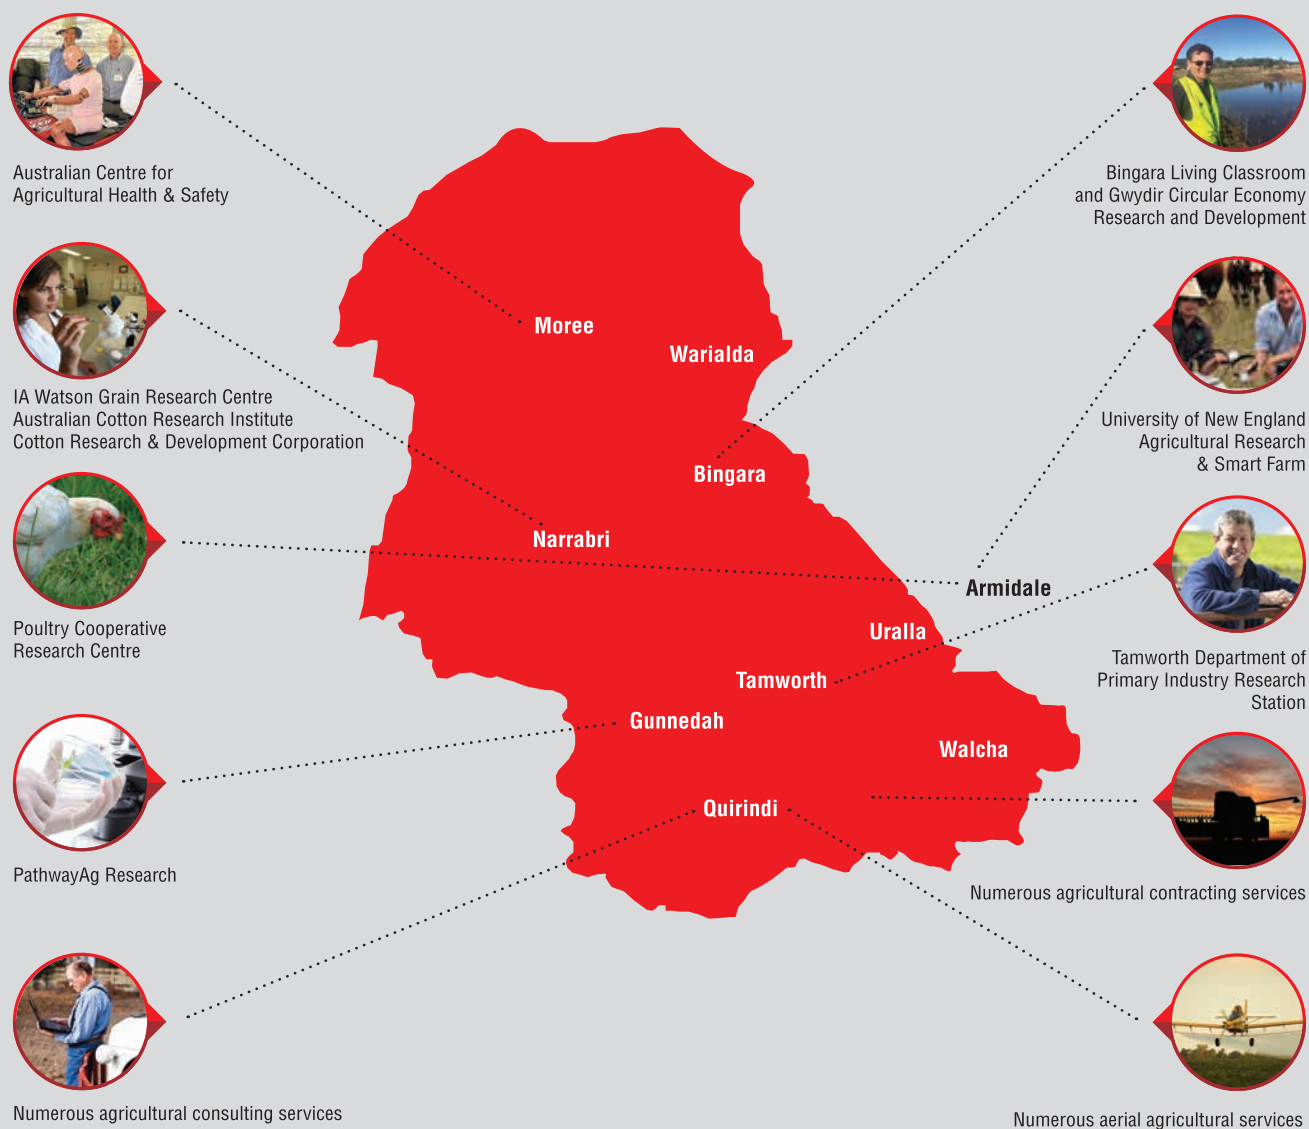 Australian Centre for
Agricultural Health & Safety
IA Watson Grain Research Centre
Australian Cotton Research Institute
Cotton Research & Development Corporation
Poultry Cooperative
Research Centre
PathwayAg Research
Numerous agricultural consulting services
Moree
Warialda
Bingara
Narrabri
Armidale
Uralla
Tamworth
Gunnedah
Walcha
Quirindi
Bingara Living Classroom
and Gwydir Circular Economy
Research and Development
University of New England
Agricultural Research
& Smart Farm
Tamworth Department of
Primary Industry Research
Station
Numerous agricultural contracting services
Numerous aerial agricultural services